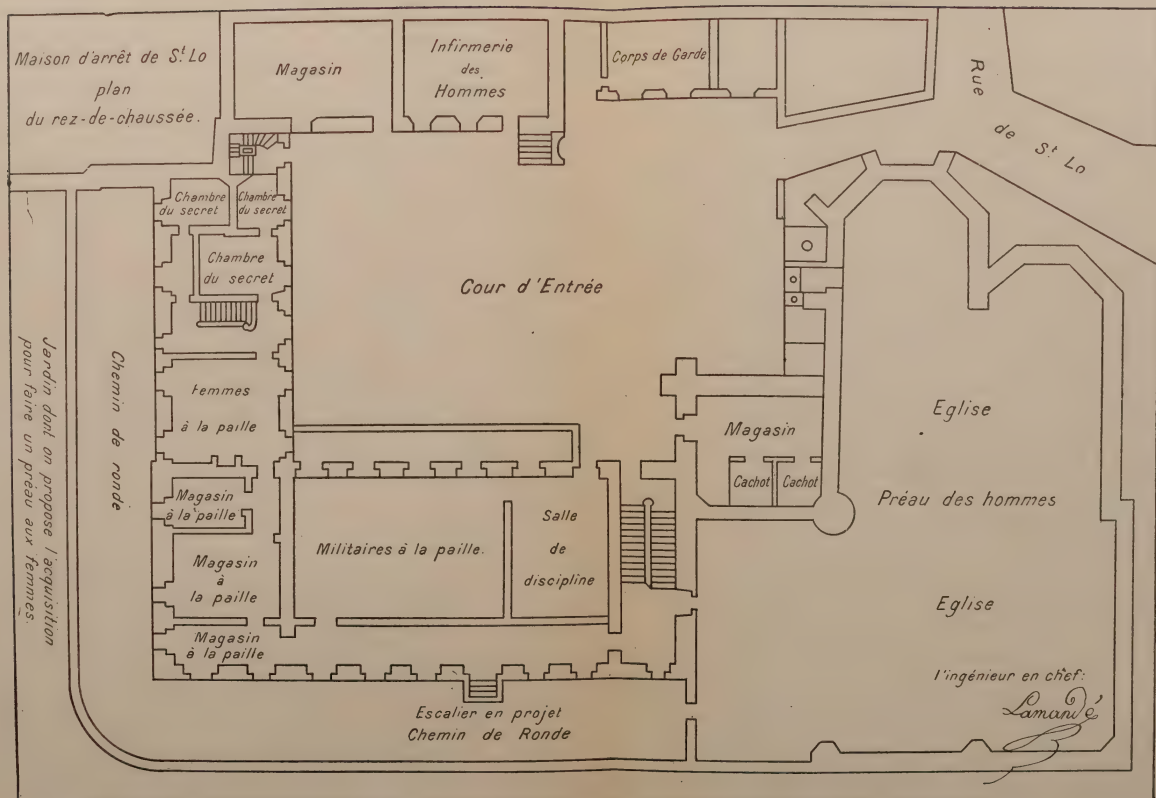 Maison d'arrêt de St. Lo
plan
du rez-de-chaussée.
Magasin
Infirmerie
des
Hommes
Corps de Garde
Rue
de St. Lo
Chambre
du secret
Chambre
du secret
Chambre
du secret
Cour d'Entrée
Jardin dont on propose l'acquisition
pour faire un préau aux femmes.
Chemin de ronde
Femmes
à la paille
Magasin
à la paille
Magasin
à
la paille
Magasin
à la paille
Militaires à la paille.
Salle
de
discipline
Magasin
Cachot
Cachot
Eglise
Préau des hommes
Eglise
Escalier en projet
Chemin de Ronde
l'ingénieur en chef:
Lamandé